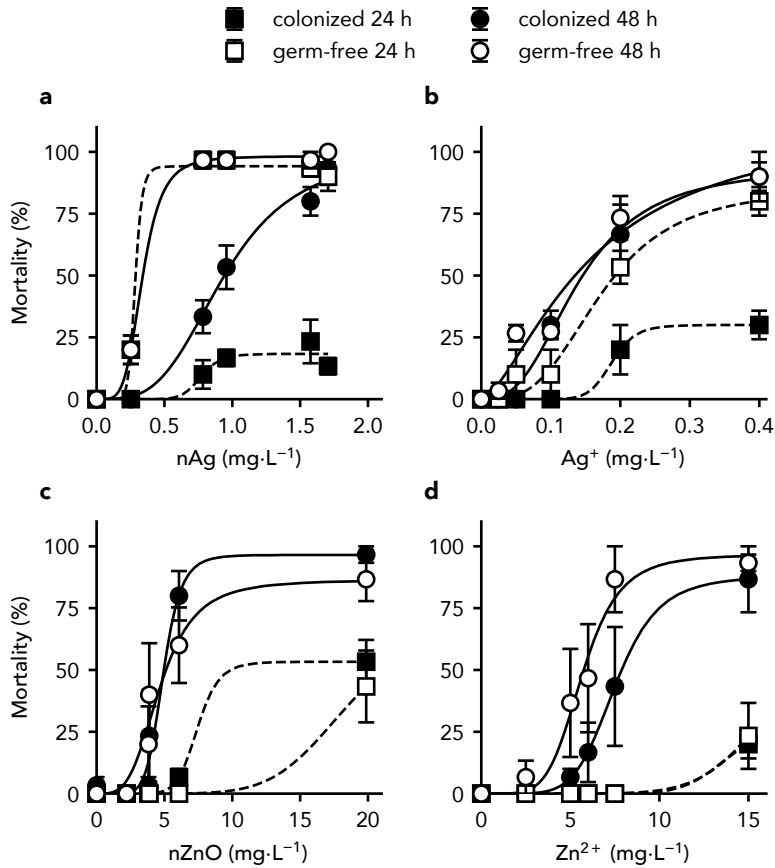 colonized 24 h
colonized 48 h
germ-free 24 h
germ-free 48 h
a
Mortality (%)
100
75
50
25
0
0.0 0.5 1.0 1.5 2.0
nAg (mg·L⁻¹)
b
100
75
50
25
0
0.0 0.1 0.2 0.3 0.4
Ag⁺ (mg·L⁻¹)
c
Mortality (%)
100
75
50
25
0
0 5 10 15 20
nZnO (mg·L⁻¹)
d
100
75
50
25
0
0 5 10 15
Zn²⁺ (mg·L⁻¹)